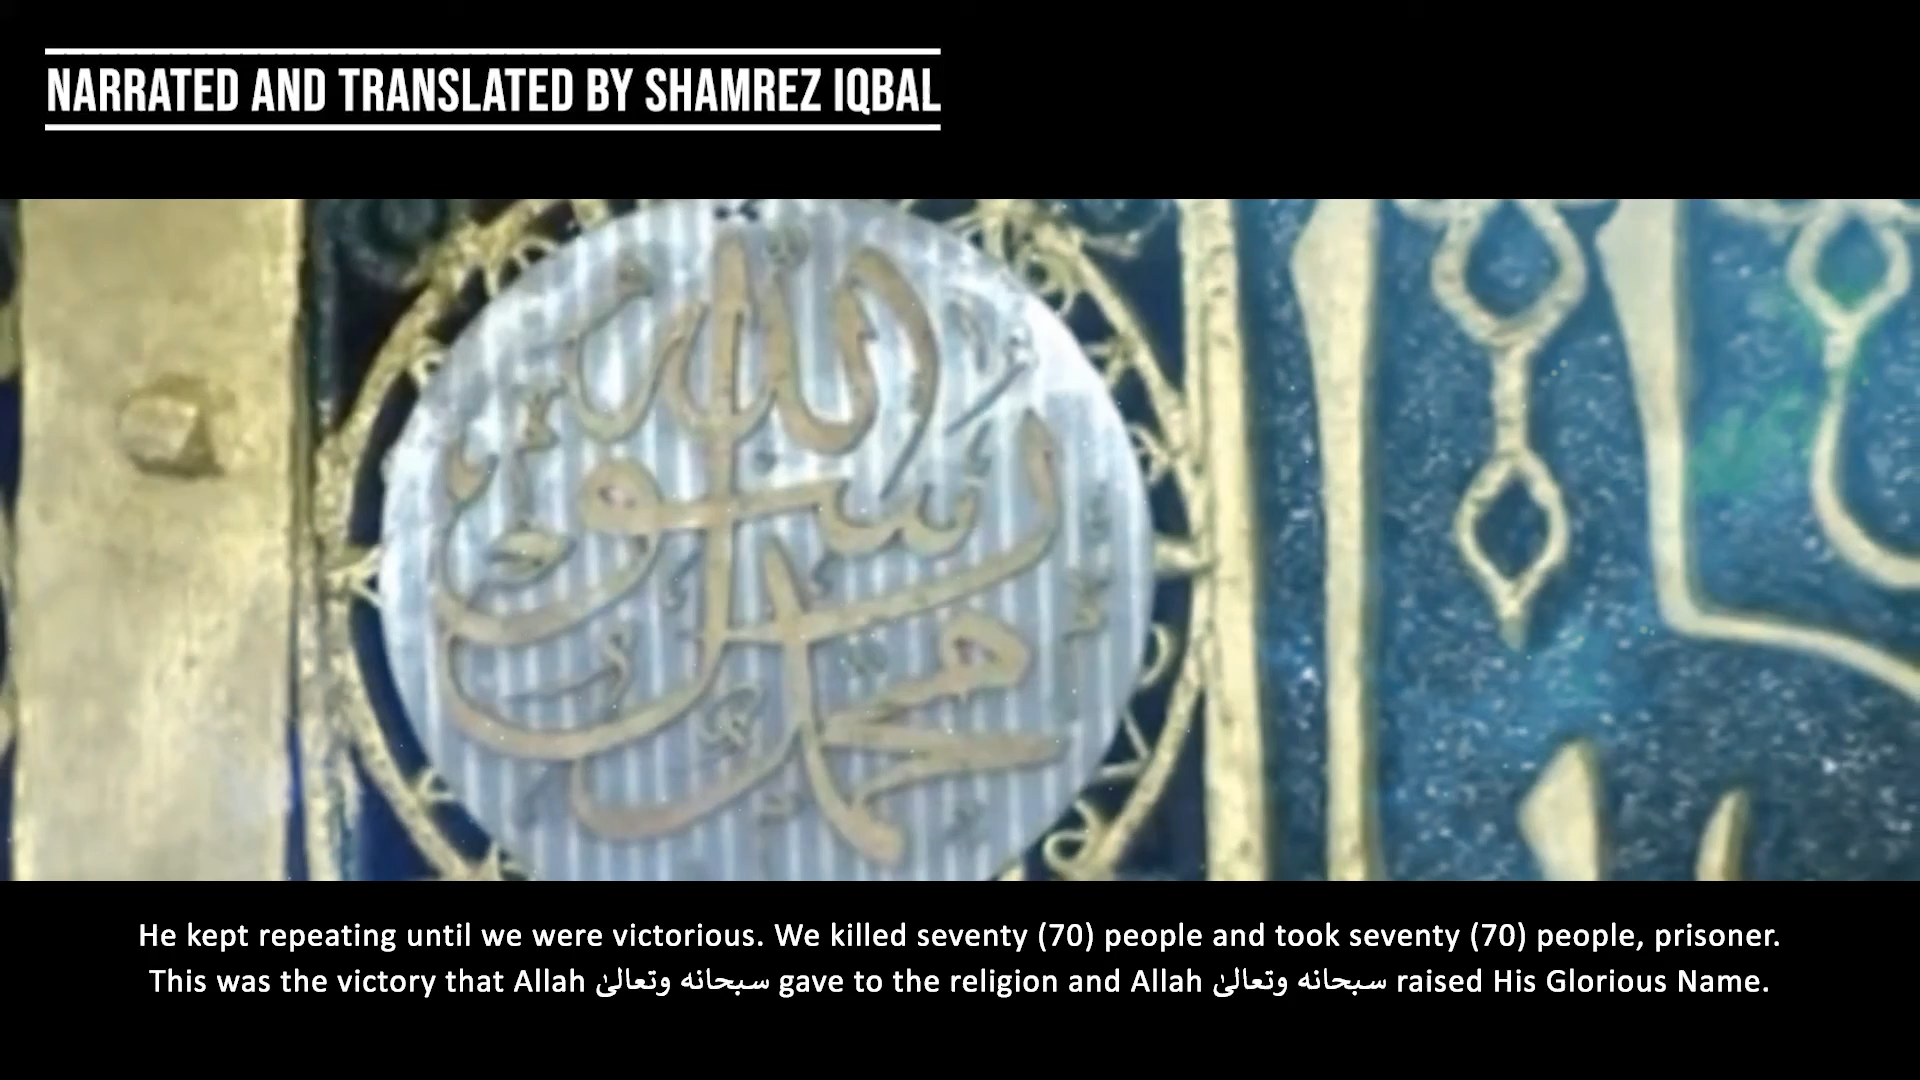 NARRATED AND TRANSLATED BY SHAMREZ IQBAL
الله
رسول
محمد
He kept repeating until we were victorious. We killed seventy (70) people and took seventy (70) people, prisoner.
This was the victory that Allah سبحانه وتعالیٰ gave to the religion and Allah سبحانه وتعالیٰ raised His Glorious Name.